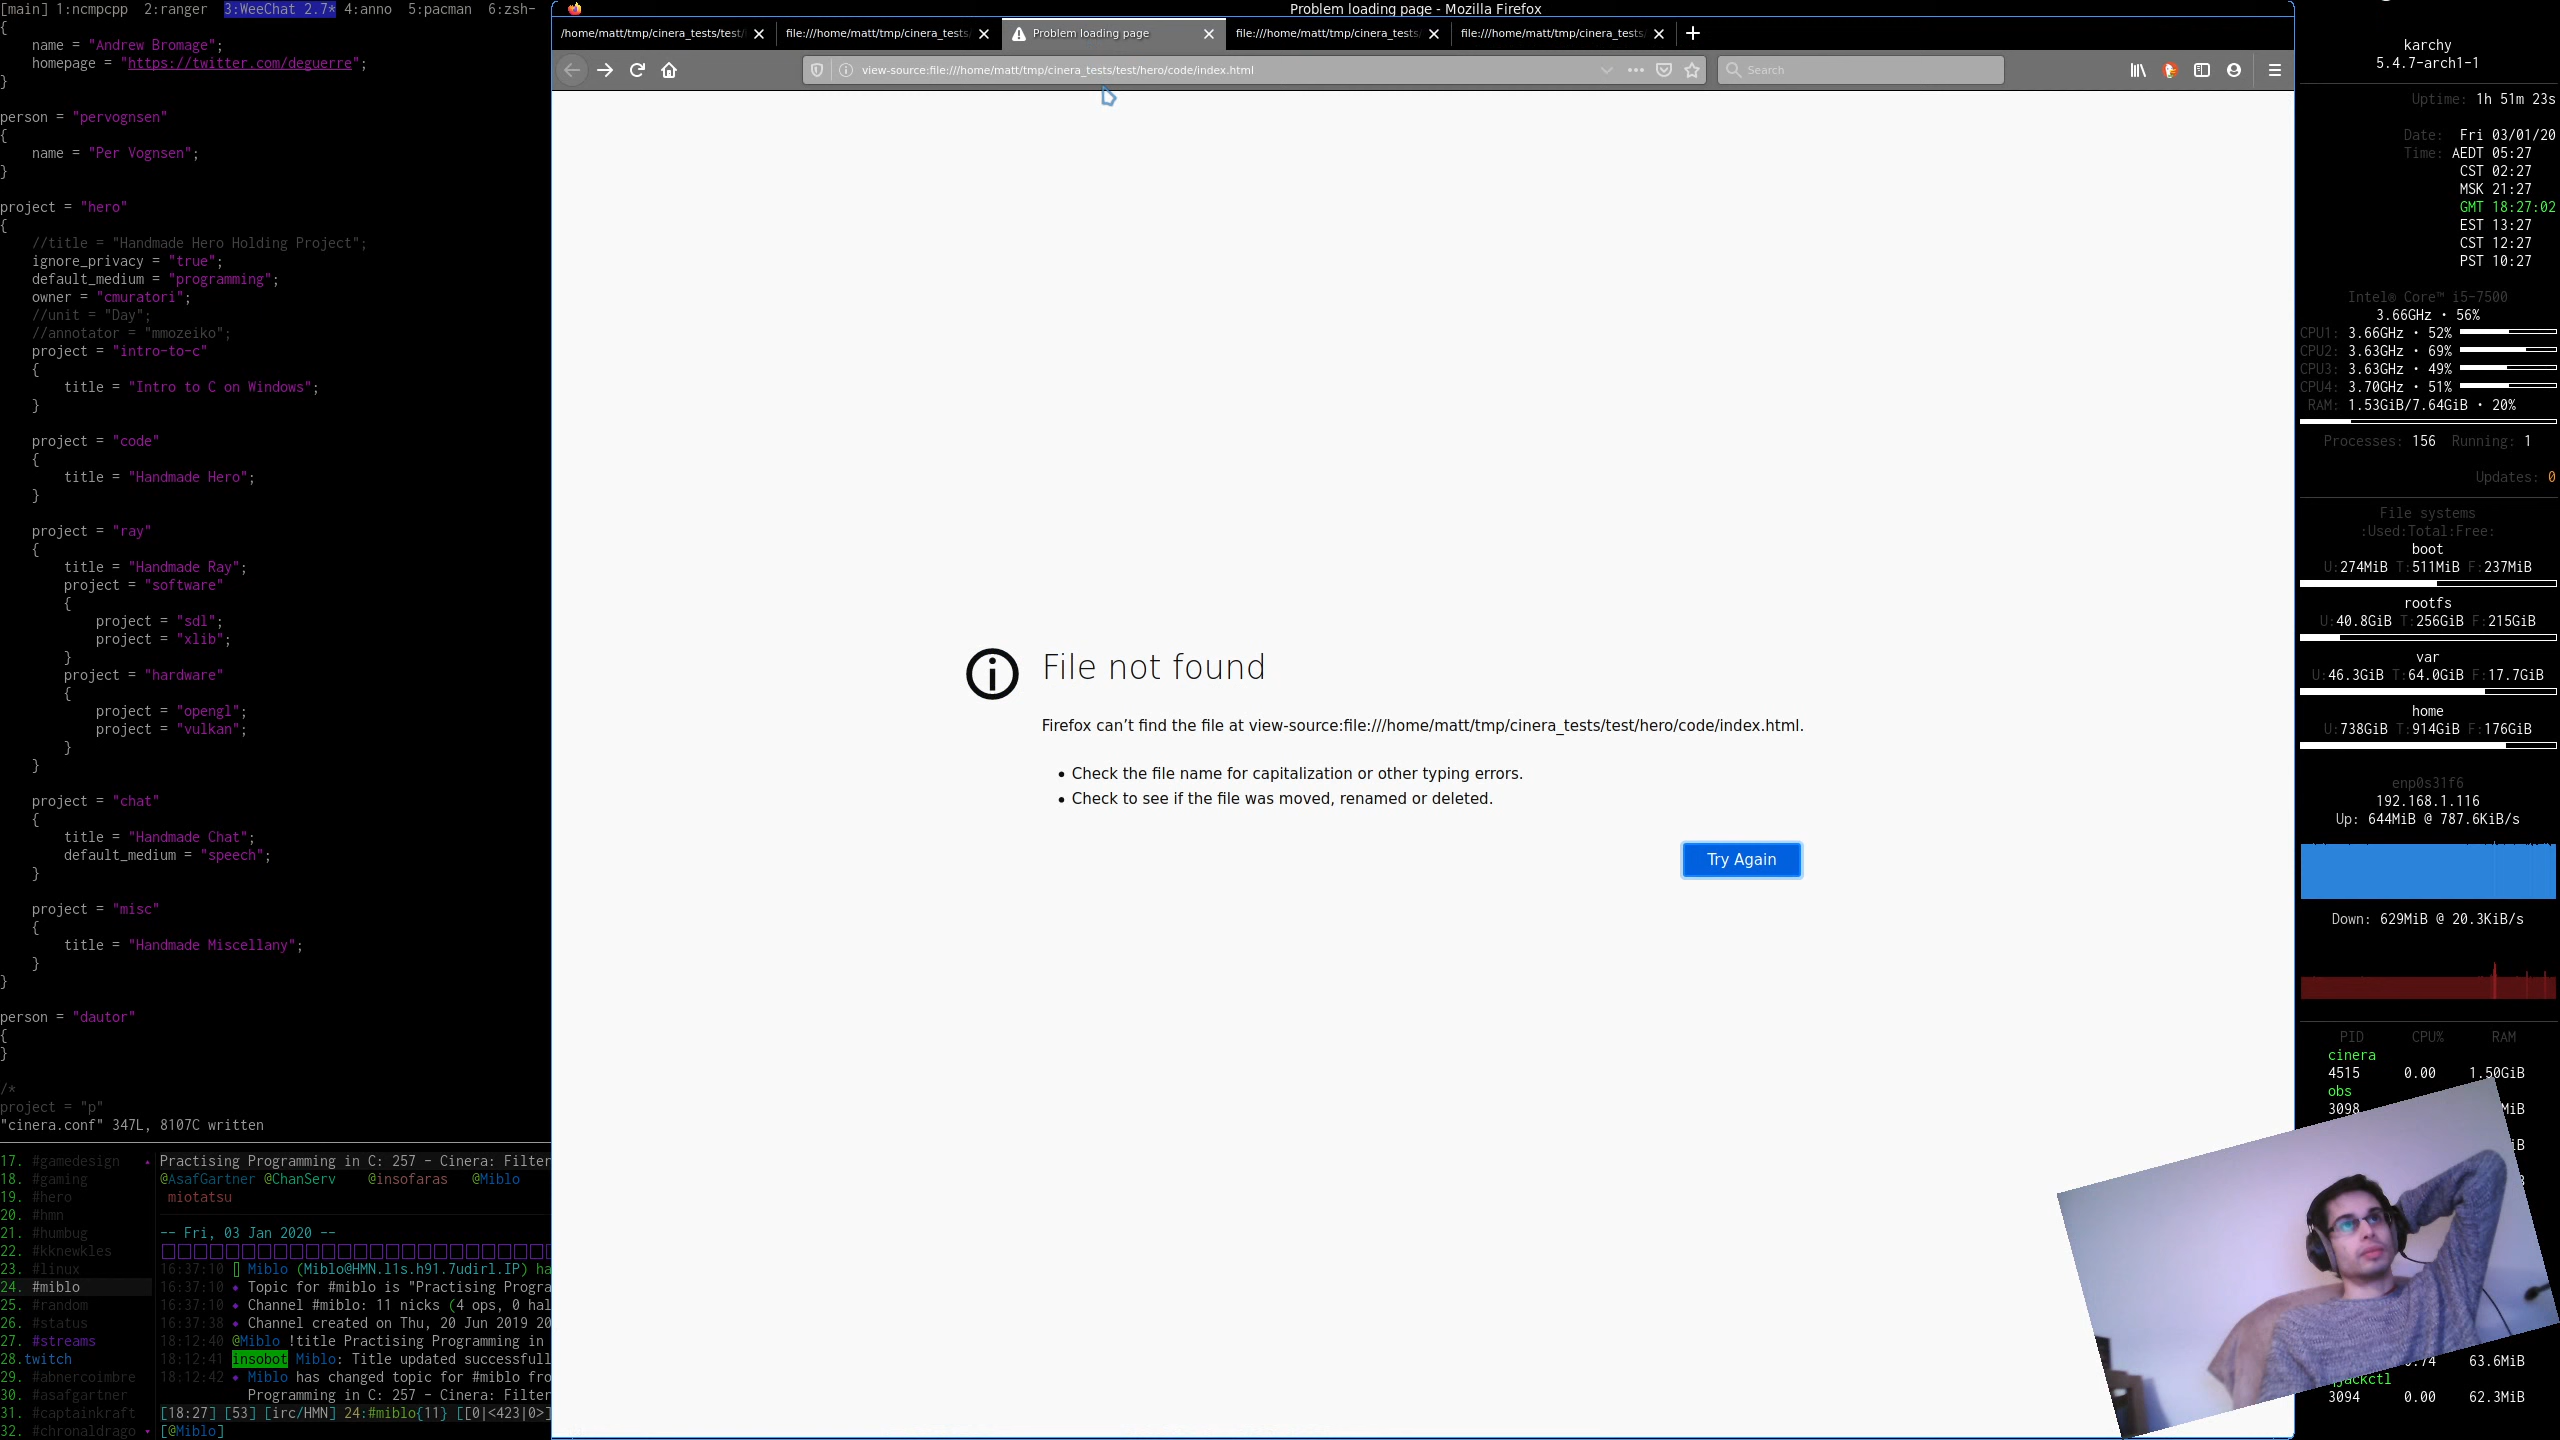 [main] 1:ncmpcpp  2:ranger  3:WeeChat 2.7* 4:anno  5:pacman  6:zsh-
{
    name = "Andrew Bromage";
    homepage = "https://twitter.com/deguerre";
}
person = "pervognsen"
{
    name = "Per Vognsen";
}
project = "hero"
{
    //title = "Handmade Hero Holding Project";
    ignore_privacy = "true";
    default_medium = "programming";
    owner = "cmuratori";
    //unit = "Day";
    //annotator = "mmozeiko";
    project = "intro-to-c"
    {
        title = "Intro to C on Windows";
    }
    project = "code"
    {
        title = "Handmade Hero";
    }
    project = "ray"
    {
        title = "Handmade Ray";
        project = "software"
        {
            project = "sdl";
            project = "xlib";
        }
        project = "hardware"
        {
            project = "opengl";
            project = "vulkan";
        }
    }
    project = "chat"
    {
        title = "Handmade Chat";
        default_medium = "speech";
    }
    project = "misc"
    {
        title = "Handmade Miscellany";
    }
}
person = "dautor"
{
}
/*
project = "p"
"cinera.conf" 347L, 8107C written
17. #gamedesign
18. #gaming
19. #hero
20. #hmn
21. #humbug
22. #kknewkles
23. #linux
24. #miblo
25. #random
26. #status
27. #streams
28.twitch
29. #abnercoimbre
30. #asafgartner
31. #captainkraft
32. #chronaldrago
Practising Programming in C: 257 - Cinera: Filter
@AsafGartner @ChanServ    @insofaras   @Miblo
miotatsu
-- Fri, 03 Jan 2020 --
16:37:10 Miblo (Miblo@HMN.l1s.h91.7udirl.IP) ha
16:37:10 Topic for #miblo is "Practising Progra
16:37:10 Channel #miblo: 11 nicks (4 ops, 0 hal
16:37:38 Channel created on Thu, 20 Jun 2019 20
18:12:40 @Miblo !title Practising Programming in
18:12:41 insobot Miblo: Title updated successfull
18:12:42 Miblo has changed topic for #miblo fro
Programming in C: 257 - Cinera: Filter
[18:27] [53] [irc/HMN] 24:#miblo{11} [[0|<423|0>]
[@Miblo]
Problem loading page - Mozilla Firefox
/home/matt/tmp/cinera_tests/test/
file:///home/matt/tmp/cinera_tests
Problem loading page
file:///home/matt/tmp/cinera_tests
file:///home/matt/tmp/cinera_tests
view-source:file:///home/matt/tmp/cinera_tests/test/hero/code/index.html
Search
File not found
Firefox can’t find the file at view-source:file:///home/matt/tmp/cinera_tests/test/hero/code/index.html.
• Check the file name for capitalization or other typing errors.
• Check to see if the file was moved, renamed or deleted.
Try Again
karchy
5.4.7-arch1-1
Uptime: 1h 51m 23s
Date: Fri 03/01/20
Time: AEDT 05:27
CST 02:27
MSK 21:27
GMT 18:27:02
EST 13:27
CST 12:27
PST 10:27
Intel® Core™ i5-7500
3.66GHz • 56%
CPU1: 3.66GHz • 52%
CPU2: 3.63GHz • 69%
CPU3: 3.63GHz • 49%
CPU4: 3.70GHz • 51%
RAM: 1.53GiB/7.64GiB • 20%
Processes: 156  Running: 1
Updates: 0
File systems
:Used:Total:Free:
boot
U:274MiB T:511MiB F:237MiB
rootfs
U:40.8GiB T:256GiB F:215GiB
var
U:46.3GiB T:64.0GiB F:17.7GiB
home
U:738GiB T:914GiB F:176GiB
enp0s31f6
192.168.1.116
Up: 644MiB @ 787.6KiB/s
Down: 629MiB @ 20.3KiB/s
PID CPU% RAM
cinera
4515 0.00 1.50GiB
obs
3098 MiB
.74 63.6MiB
qjackctl
3094 0.00 62.3MiB